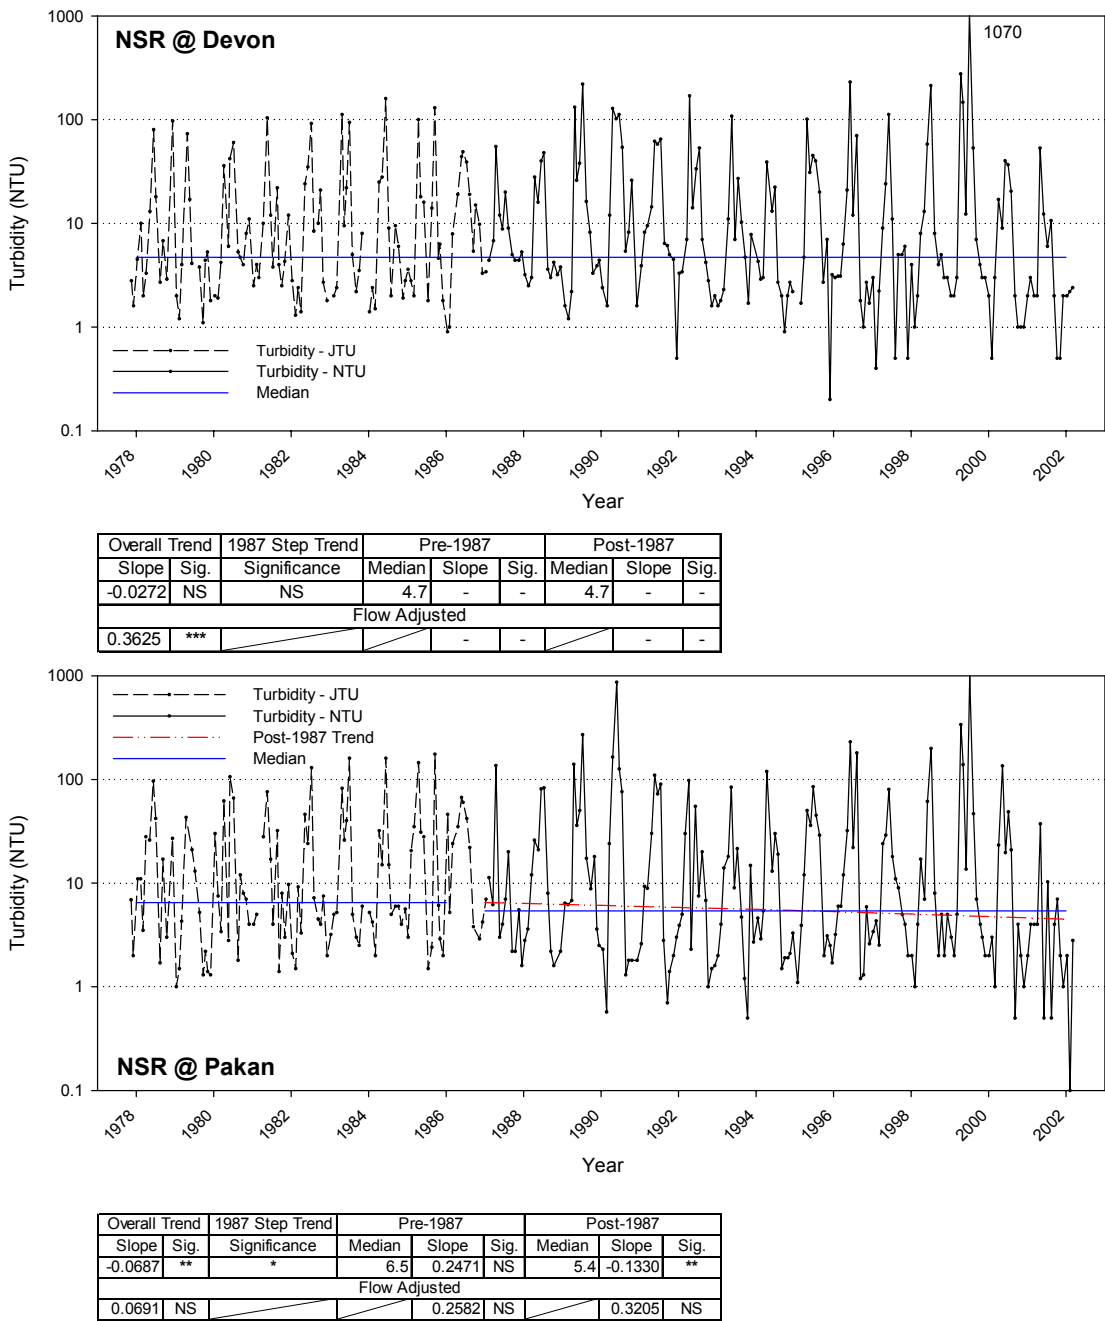 NSR @ Devon
1070
1000
100
10
1
0.1
Turbidity (NTU)
Turbidity - JTU
Turbidity - NTU
Median
1978 1980 1982 1984 1986 1988 1990 1992 1994 1996 1998 2000 2002
Year
Overall Trend 1987 Step Trend Pre-1987 Post-1987
Slope Sig. Significance Median Slope Sig. Median Slope Sig.
-0.0272 NS NS 4.7 - - 4.7 - -
Flow Adjusted
0.3625 *** - - - -
1000
100
10
1
0.1
Turbidity (NTU)
Turbidity - JTU
Turbidity - NTU
Post-1987 Trend
Median
NSR @ Pakan
1978 1980 1982 1984 1986 1988 1990 1992 1994 1996 1998 2000 2002
Year
Overall Trend 1987 Step Trend Pre-1987 Post-1987
Slope Sig. Significance Median Slope Sig. Median Slope Sig.
-0.0687 ** * 6.5 0.2471 NS 5.4 -0.1330 **
Flow Adjusted
0.0691 NS 0.2582 NS 0.3205 NS